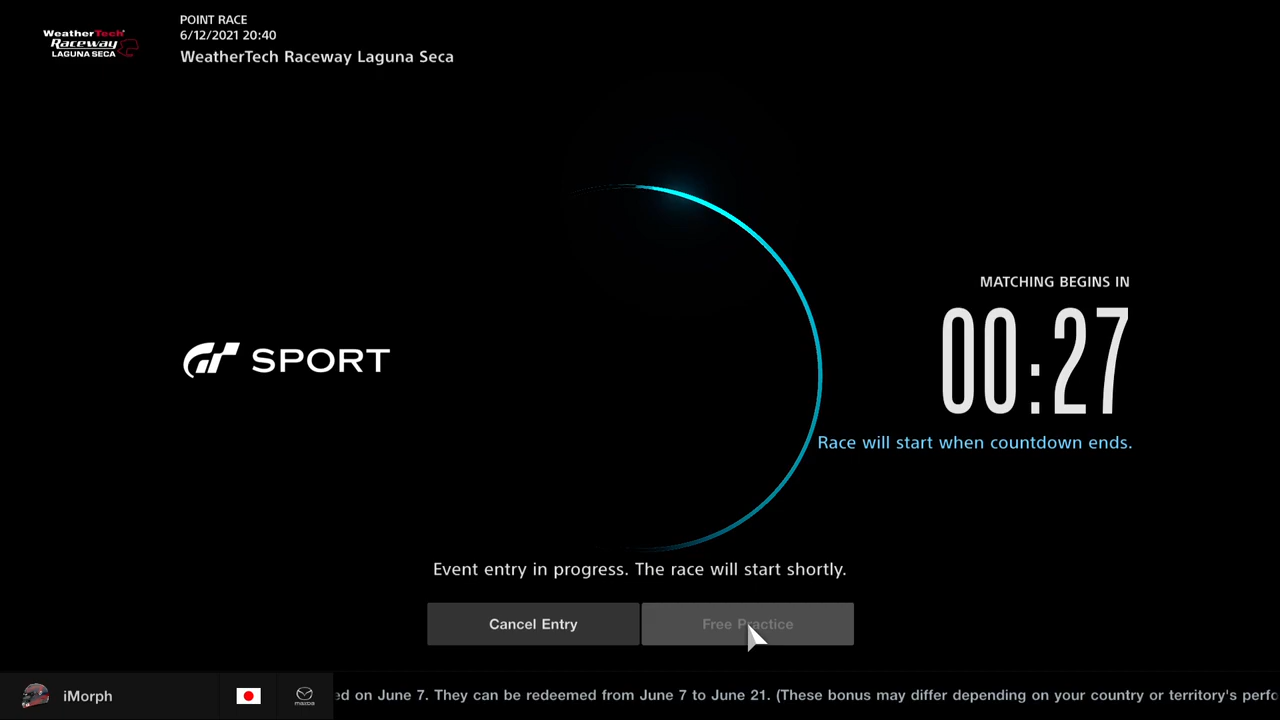 WeatherTech
Raceway
LAGUNA SECA
POINT RACE
6/12/2021 20:40
WeatherTech Raceway Laguna Seca
MATCHING BEGINS IN
00:27
Race will start when countdown ends.
GT SPORT
Event entry in progress. The race will start shortly.
Cancel Entry
Free Practice
iMorph
mazda
ed on June 7. They can be redeemed from June 7 to June 21. (These bonus may differ depending on your country or territory's perfo